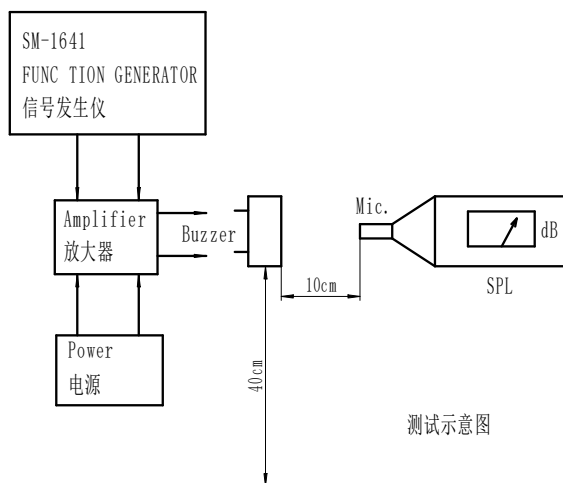 SM-1641
FUNC TION GENERATOR
信号发生仪
Amplifier
放大器
Buzzer
Mic.
dB
SPL
10cm
Power
电源
40cm
测试示意图